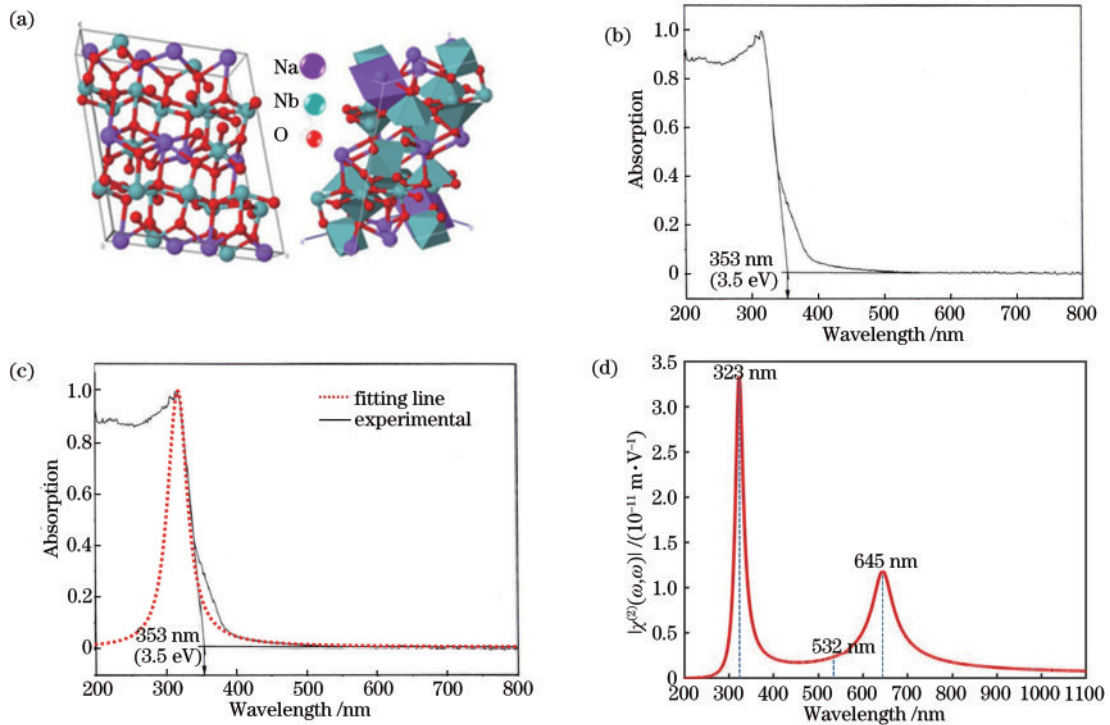 (a)
Na
Nb
O
(b)
1.0
0.8
0.6
0.4
0.2
0
Absorption
353 nm
(3.5 eV)
200 300 400 500 600 700 800
Wavelength /nm
(c)
fitting line
experimental
1.0
0.8
0.6
0.4
0.2
0
Absorption
353 nm
(3.5 eV)
200 300 400 500 600 700 800
Wavelength /nm
(d)
3.5
3.0
2.5
2.0
1.5
1.0
0.5
0
|χ⁽²⁾(ω,ω)| /(10⁻¹¹ m·V⁻¹)
323 nm
645 nm
532 nm
200 300 400 500 600 700 800 900 1000 1100
Wavelength /nm